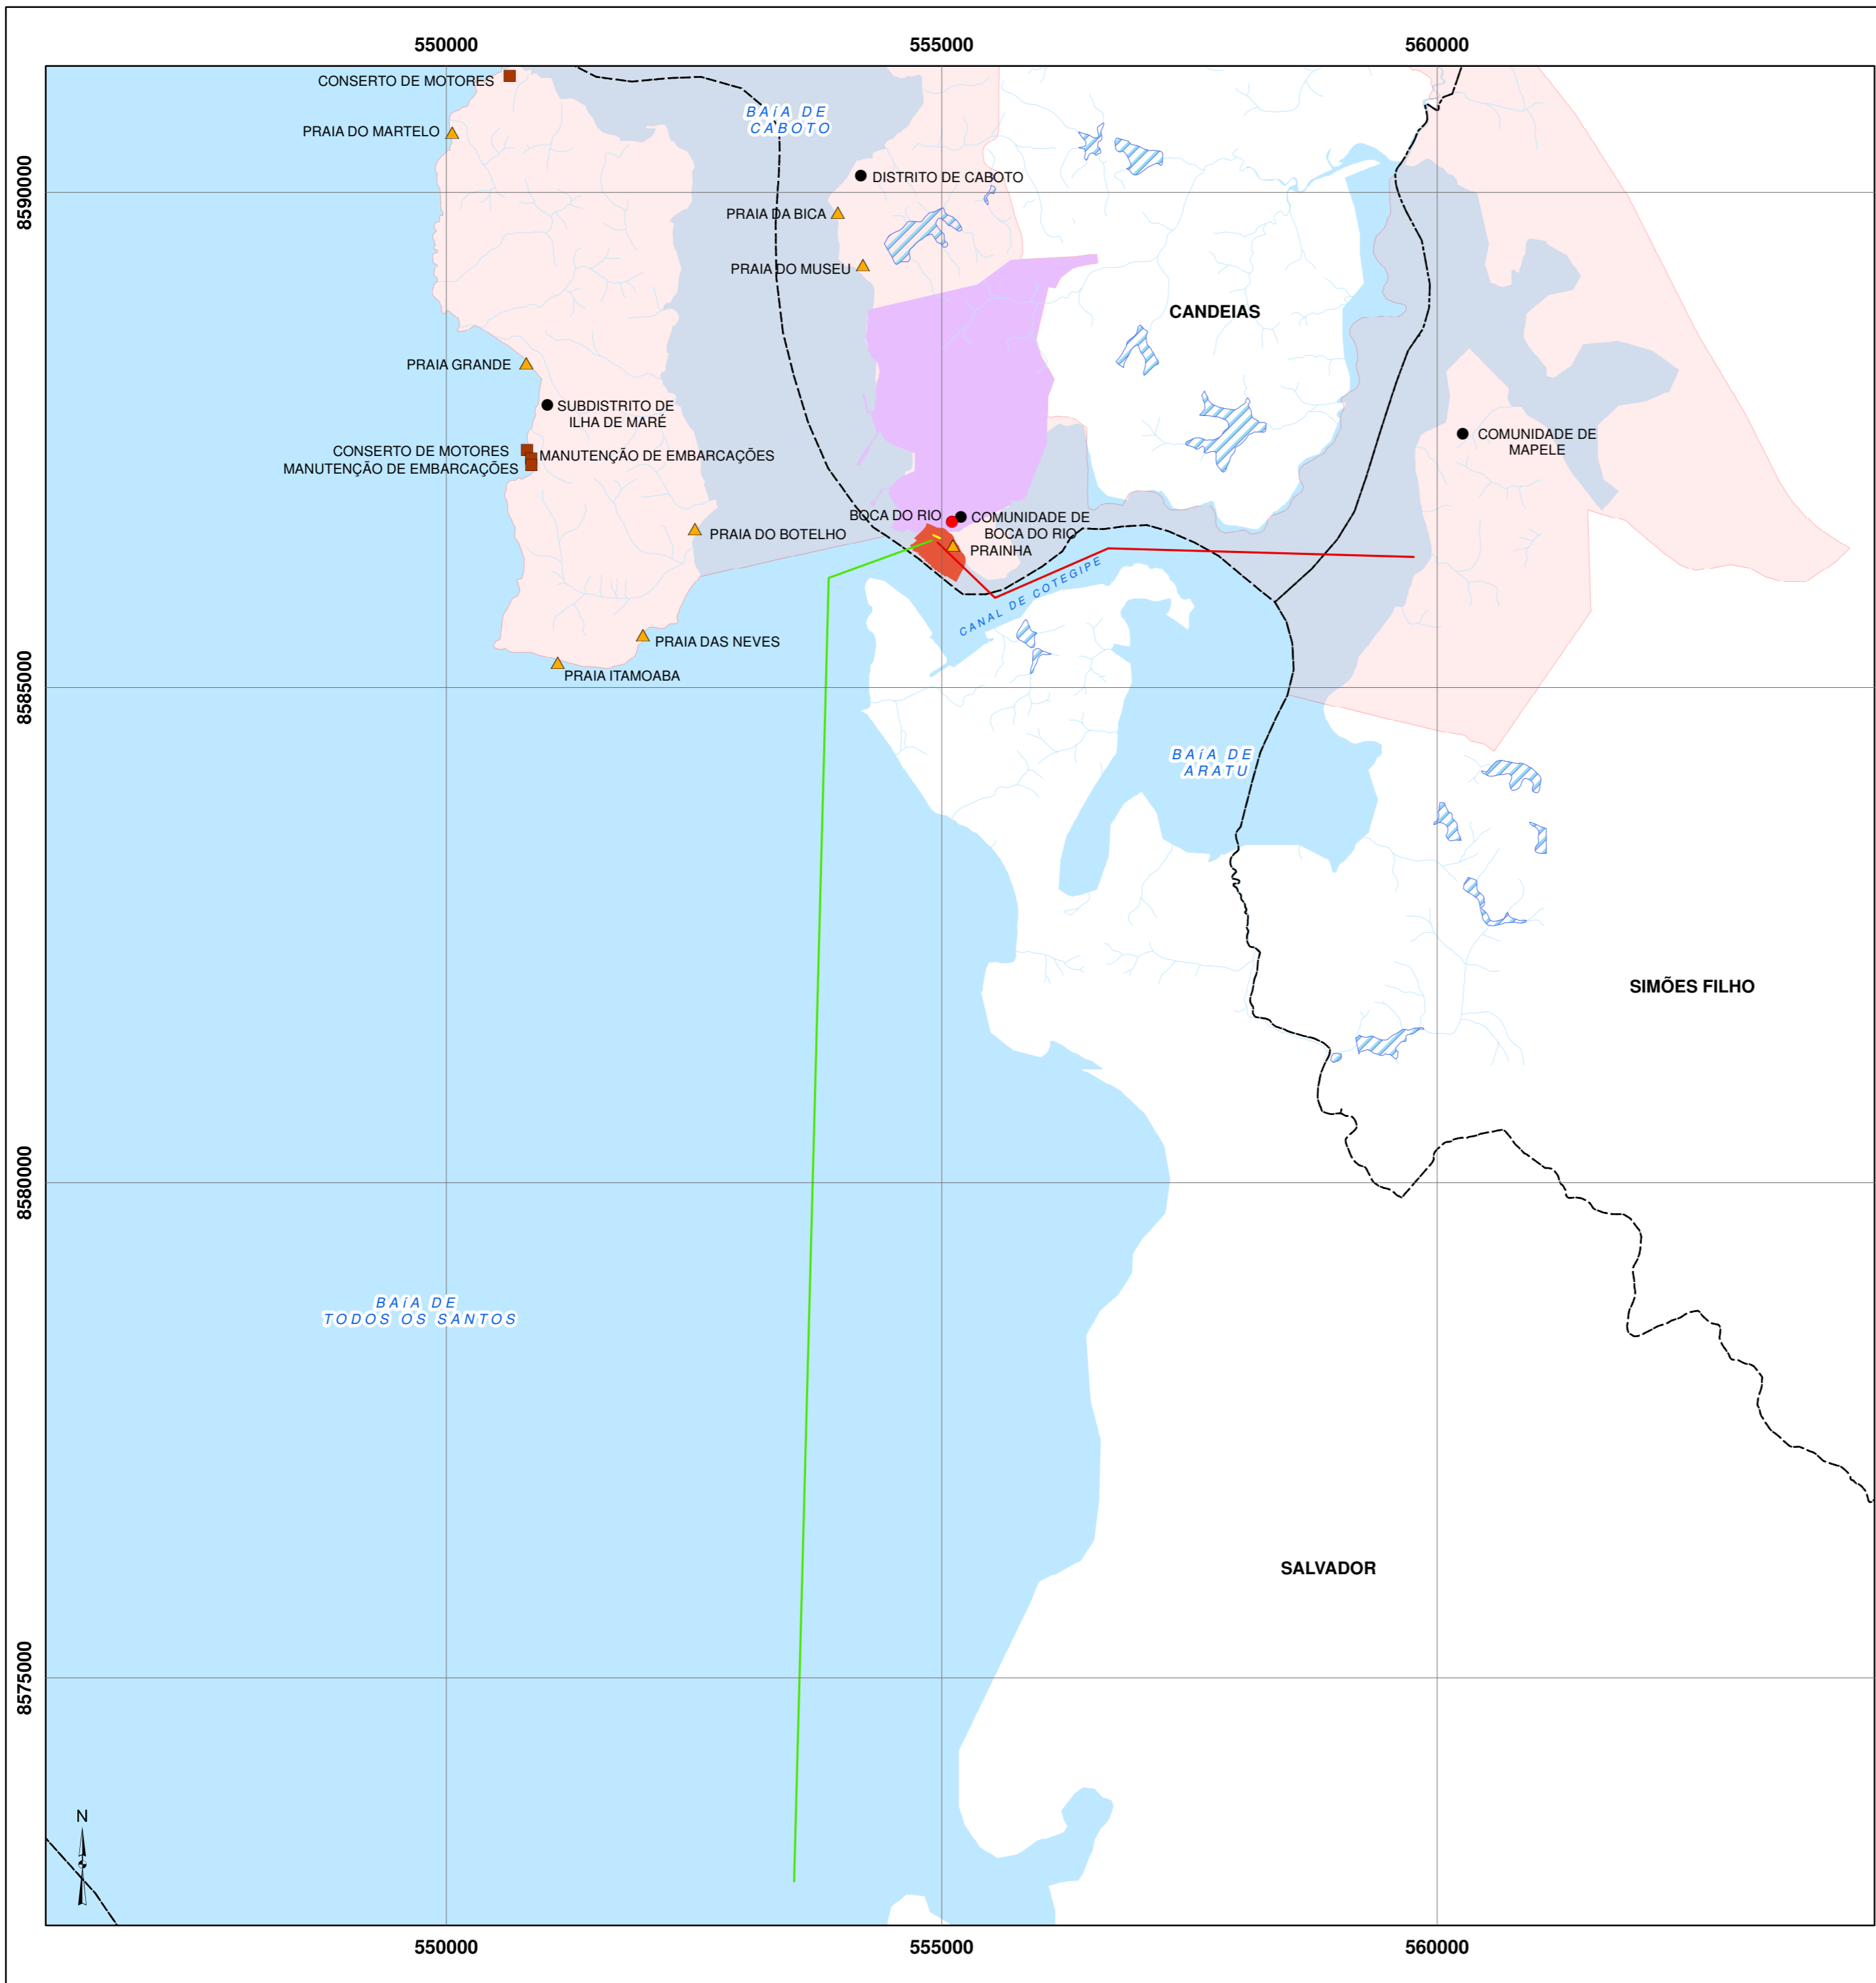 550000
555000
560000
CONSERTO DE MOTORES
BAíA DE
CABOTO
PRAIA DO MARTELO
DISTRITO DE CABOTO
8590000
PRAIA DA BICA
PRAIA DO MUSEU
CANDEIAS
PRAIA GRANDE
SUBDISTRITO DE
ILHA DE MARÉ
COMUNIDADE DE
MAPELE
CONSERTO DE MOTORES
MANUTENÇÃO DE EMBARCAÇÕES
MANUTENÇÃO DE EMBARCAÇÕES
BOCA DO RIO
COMUNIDADE DE
BOCA DO RIO
PRAIA DO BOTELHO
PRAINHA
CANAL DE COTEGIPE
PRAIA DAS NEVES
PRAIA ITAMOABA
8585000
BAíA DE
ARATU
SIMÕES FILHO
8580000
BAíA DE
TODOS OS SANTOS
SALVADOR
8575000
N
550000
555000
560000